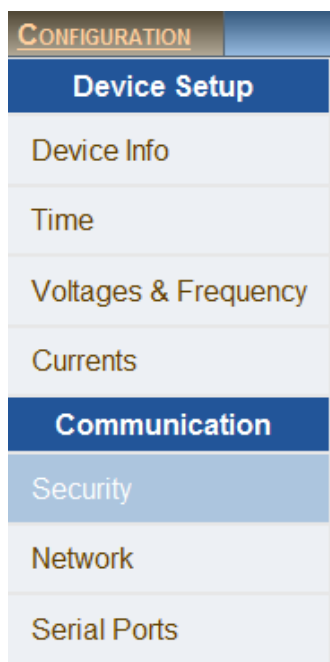 CONFIGURATION
Device Setup
Device Info
Time
Voltages & Frequency
Currents
Communication
Security
Network
Serial Ports